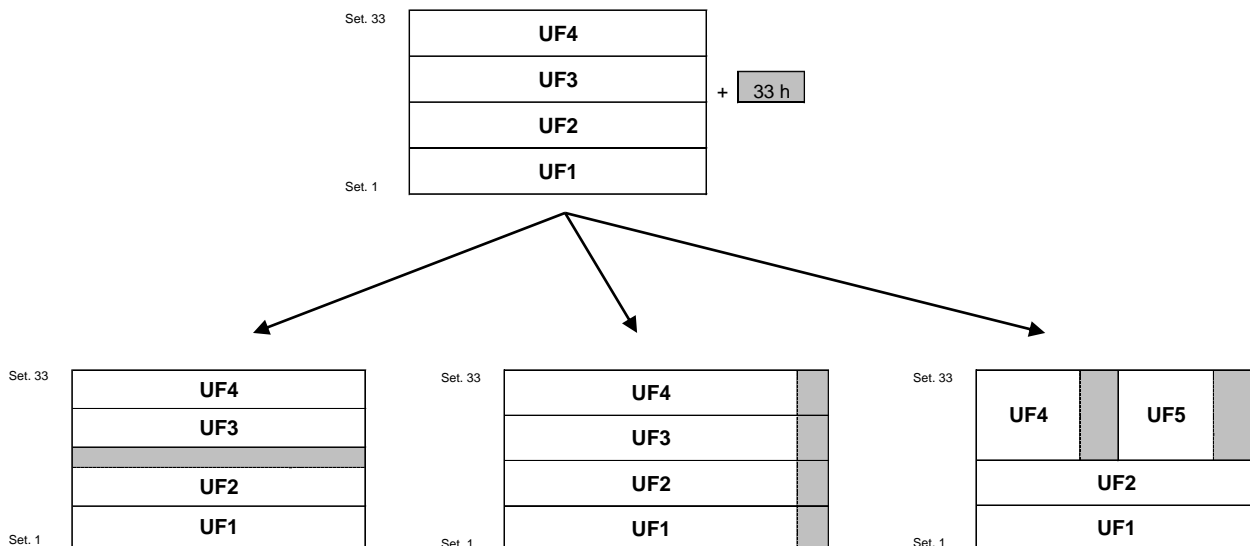 Set. 33
UF4
UF3
+ 33 h
UF2
UF1
Set. 1
Set. 33
UF4
UF3
UF2
UF1
Set. 1
Set. 33
UF4
UF3
UF2
UF1
Set. 1
Set. 33
UF4 UF5
UF2
UF1
Set. 1